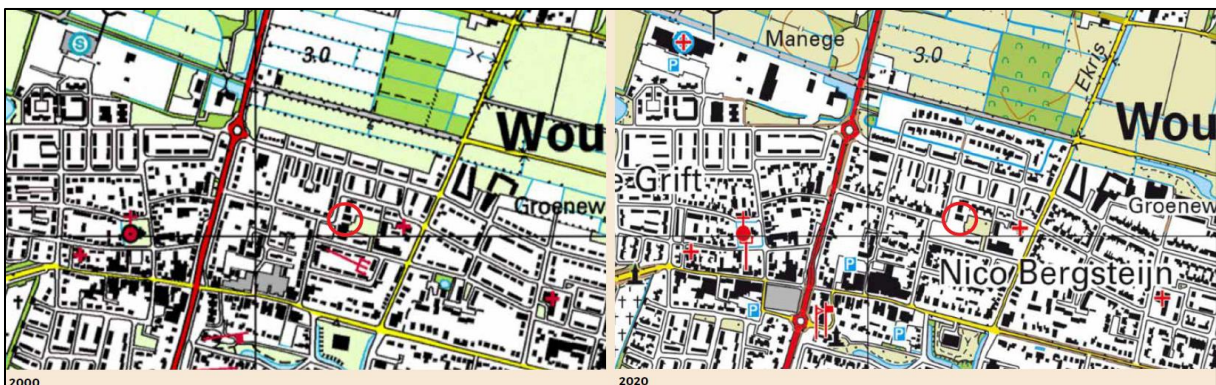 S
3.0
Wou
Groenew
2000
Manege
3.0
Ekris
P
Wou
e Grift
Groenew
P
Nico Bergsteijn
P
P
2020